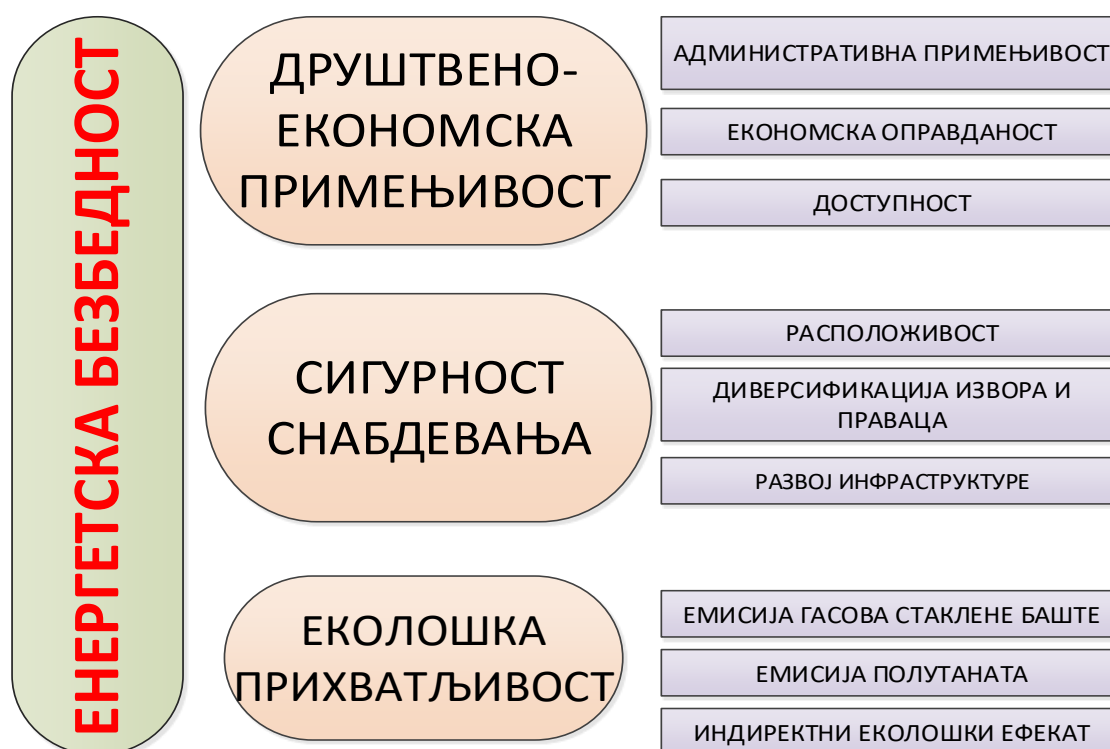 ЕНЕРГЕТСКА БЕЗБЕДНОСТ
ДРУШТВЕНО-
ЕКОНОМСКА
ПРИМЕЊИВОСТ
АДМИНИСТРАТИВНА ПРИМЕЊИВОСТ
ЕКОНОМСКА ОПРАВДАНОСТ
ДОСТУПНОСТ
СИГУРНОСТ
СНАБДЕВАЊА
РАСПОЛОЖИВОСТ
ДИВЕРСИФИКАЦИЈА ИЗВОРА И
ПРАВАЦА
РАЗВОЈ ИНФРАСТРУКТУРЕ
ЕКОЛОШКА
ПРИХВАТЉИВОСТ
ЕМИСИЈА ГАСОВА СТАКЛЕНЕ БАШТЕ
ЕМИСИЈА ПОЛУТАНАТА
ИНДИРЕКТНИ ЕКОЛОШКИ ЕФЕКАТ